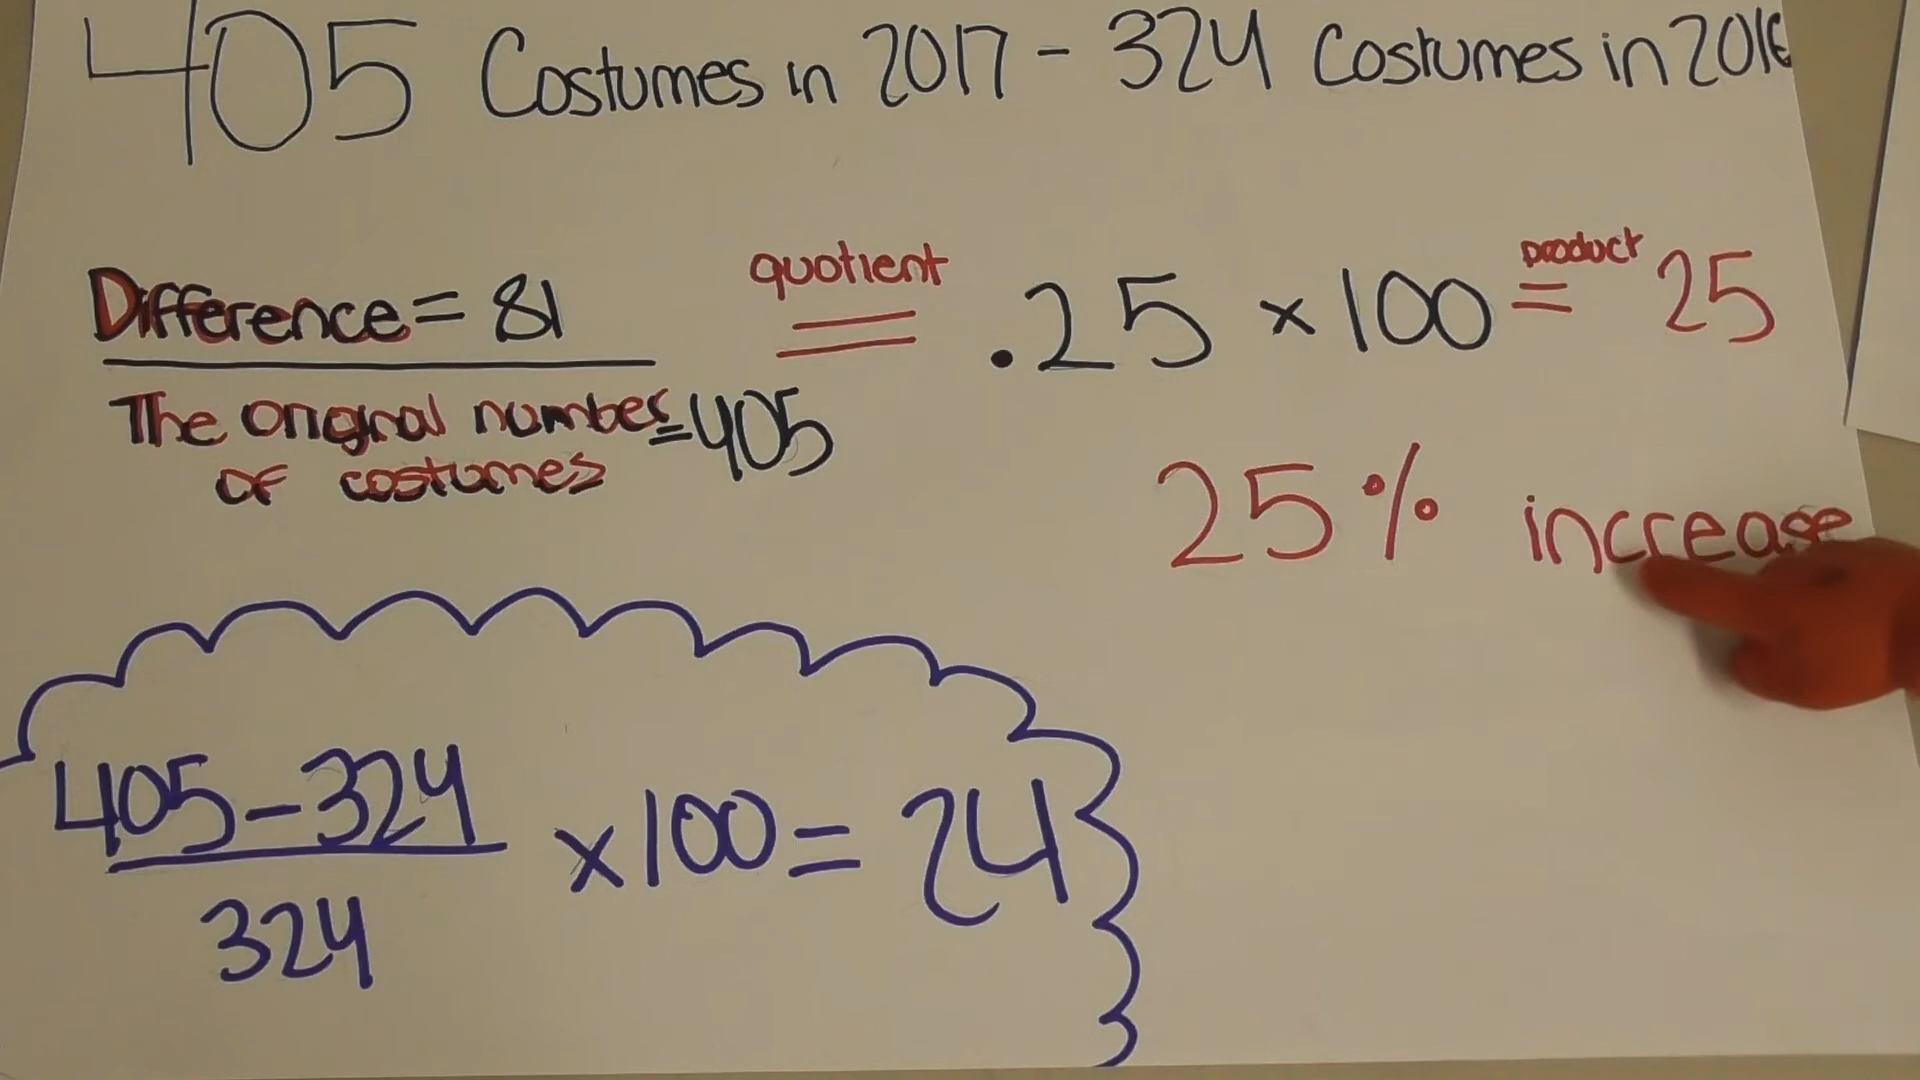 405 Costumes in 2017 - 324 Costumes in 2016
Difference = 81
quotient
= .25 x 100 = 25
product
The original number = 405
of costumes
25% increase
405-324
324
x100 = 24